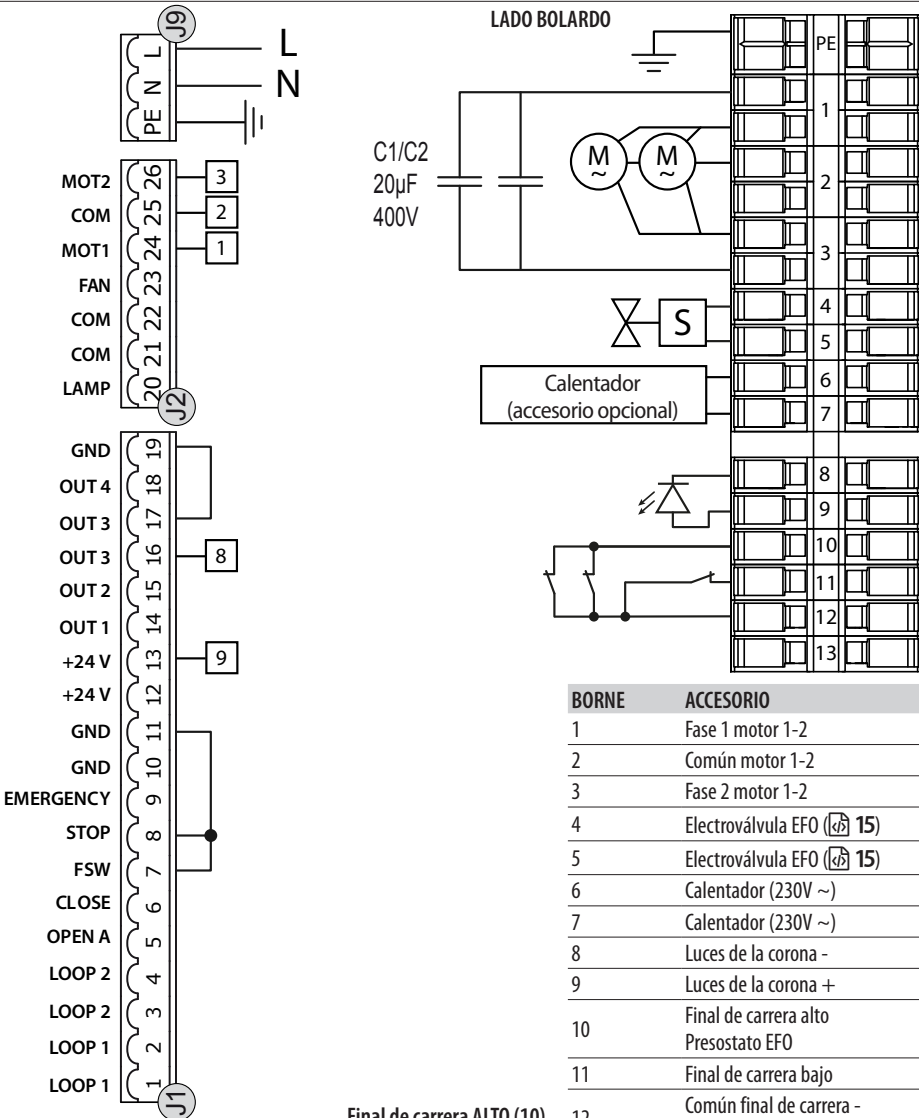 J9
L
N
PE
L
N
MOT2 26 3
COM 25 2
MOT1 24 1
FAN 23
COM 22
COM 21
LAMP 20
J2
GND 19
OUT 4 18
OUT 3 17
OUT 3 16 8
OUT 2 15
OUT 1 14
+24 V 13 9
+24 V 12
GND 11
GND 10
EMERGENCY 9
STOP 8
FSW 7
CLOSE 6
OPEN A 5
LOOP 2 4
LOOP 2 3
LOOP 1 2
LOOP 1 1
J1
LADO BOLARDO
C1/C2
20µF
400V
M
~
M
~
S
Calentador
(accesorio opcional)
PE
1
2
3
4
5
6
7
8
9
10
11
12
13
BORNE ACCESORIO
1 Fase 1 motor 1-2
2 Común motor 1-2
3 Fase 2 motor 1-2
4 Electroválvula EFO (</> 15)
5 Electroválvula EFO (</> 15)
6 Calentador (230V ~)
7 Calentador (230V ~)
8 Luces de la corona -
9 Luces de la corona +
10 Final de carrera alto
Presostato EFO
11 Final de carrera bajo
12 Común final de carrera -
Final de carrera ALTO (10)